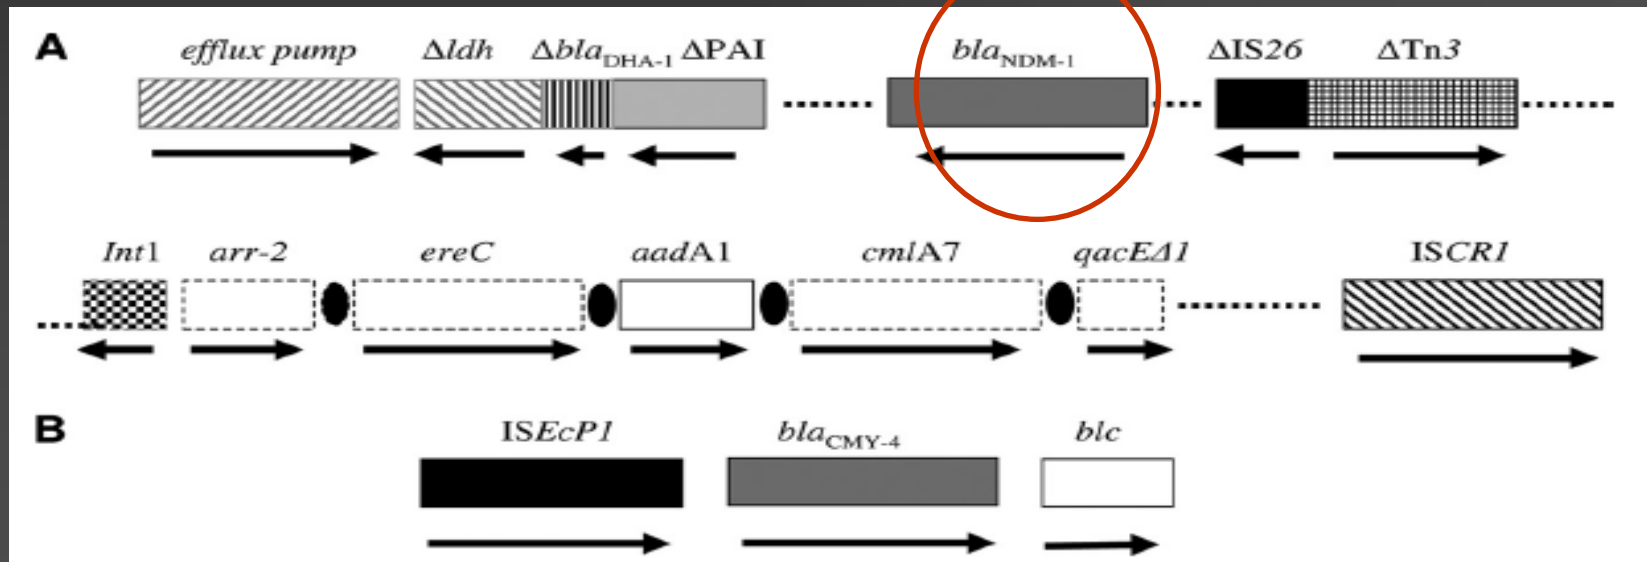 A efflux pump Δldh ΔblaDHA-1 ΔPAI blaNDM-1 ΔIS26 ΔTn3
Int1 arr-2 ereC aadA1 cmlA7 qacEΔ1 ISCR1
B
ISEcP1 blaCMY-4 blc